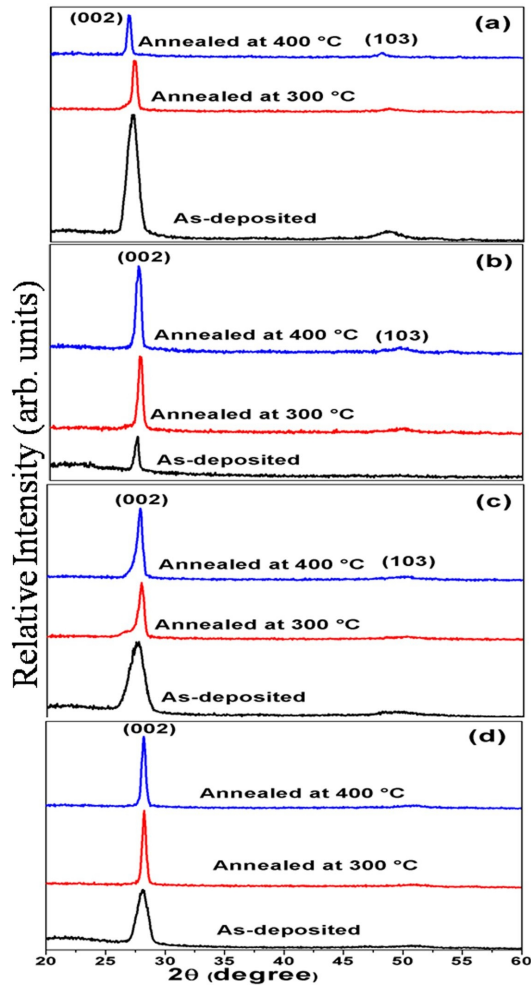 (002)
(a)
Annealed at 400 °C
(103)
Annealed at 300 °C
As-deposited
(002)
(b)
Annealed at 400 °C
(103)
Annealed at 300 °C
As-deposited
(002)
(c)
Annealed at 400 °C
(103)
Annealed at 300 °C
As-deposited
(002)
(d)
Annealed at 400 °C
Annealed at 300 °C
As-deposited
20 25 30 35 40 45 50 55 60
2θ (degree)
Relative Intensity (arb. units)